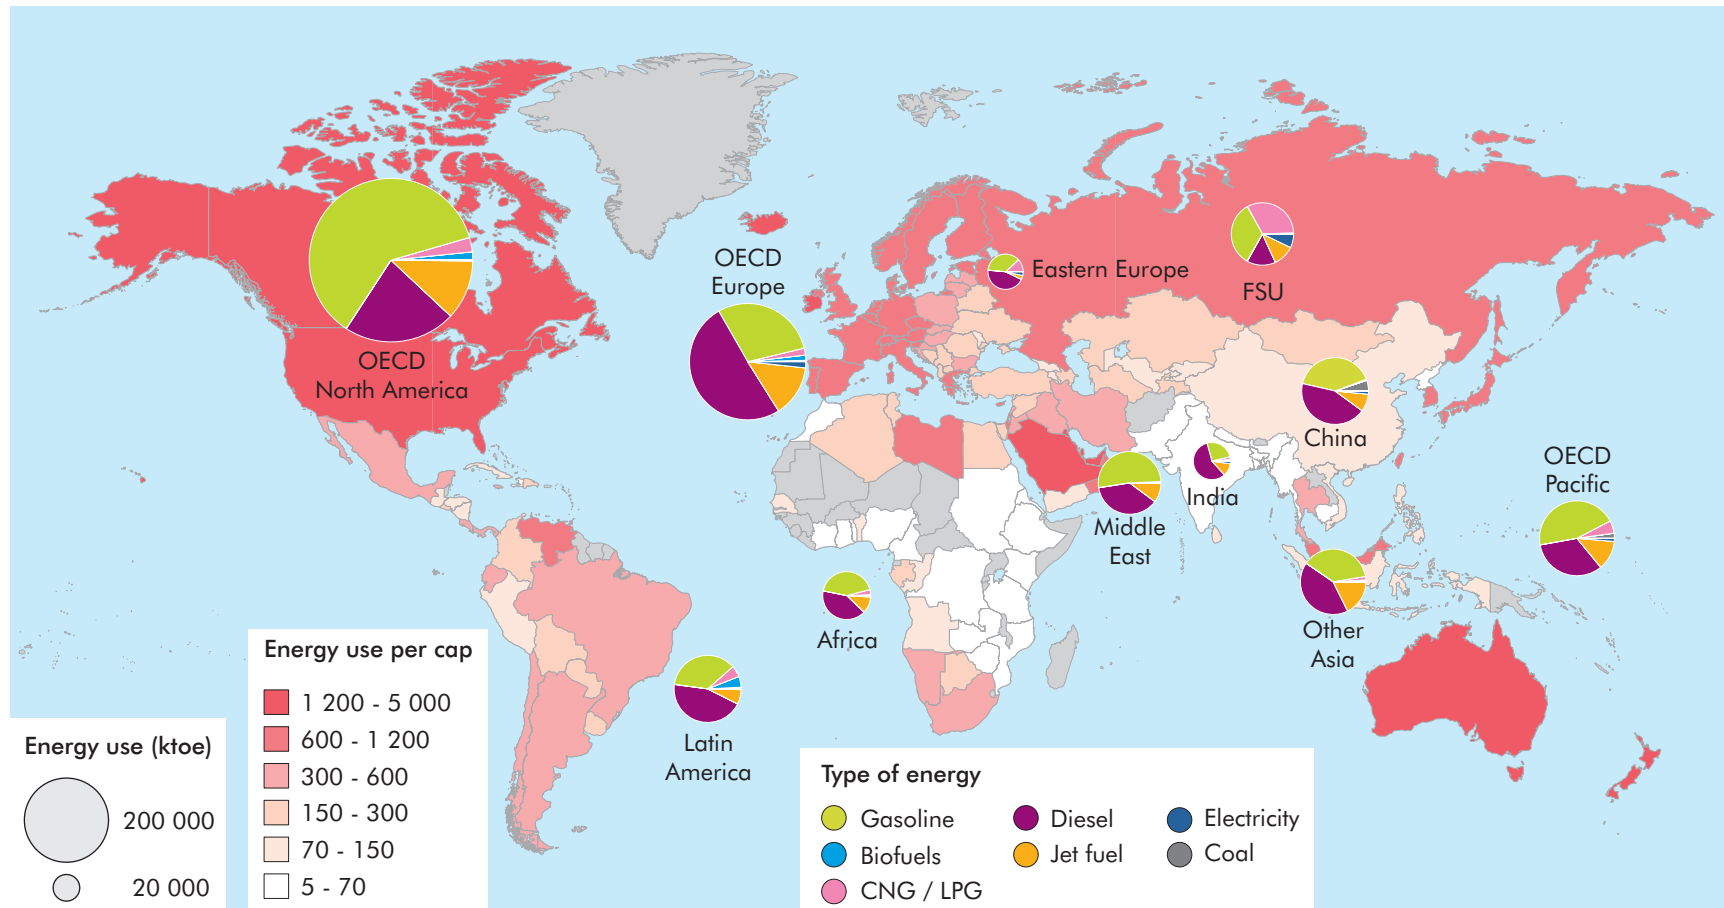 OECD
North America
OECD
Europe
Eastern Europe
FSU
China
India
Middle
East
OECD
Pacific
Other
Asia
Africa
Latin
America
Energy use (ktoe)
200 000
20 000
Energy use per cap
1 200 - 5 000
600 - 1 200
300 - 600
150 - 300
70 - 150
5 - 70
Type of energy
Gasoline
Diesel
Electricity
Biofuels
Jet fuel
Coal
CNG / LPG